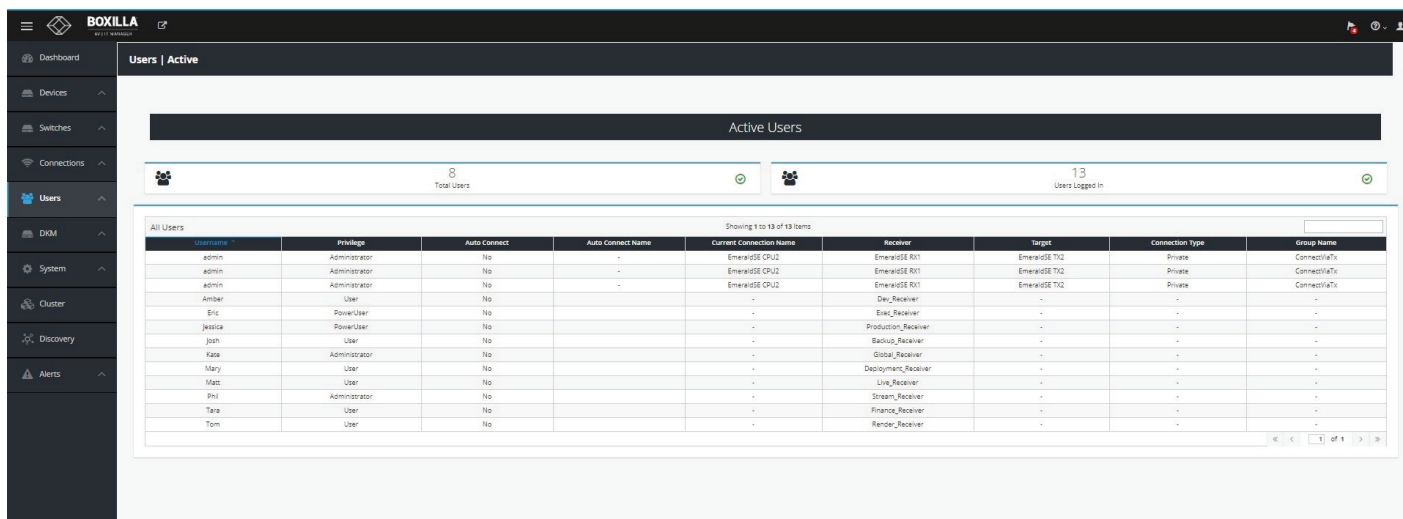 BOXILLA
AV/IT MANAGER
4
Dashboard
Users | Active
Devices
Switches
Active Users
Connections
8
Total Users
13
Users Logged In
Users
DKM
System
Cluster
Discovery
Alerts
All Users Showing 1 to 13 of 13 items
Username Privilege Auto Connect Auto Connect Name Current Connection Name Receiver Target Connection Type Group Name
admin Administrator No - EmeraldSE CPU2 EmeraldSE RX1 EmeraldSE TX2 Private ConnectViaTx
admin Administrator No - EmeraldSE CPU2 EmeraldSE RX1 EmeraldSE TX2 Private ConnectViaTx
admin Administrator No - EmeraldSE CPU2 EmeraldSE RX1 EmeraldSE TX2 Private ConnectViaTx
Amber User No - Dev_Receiver - - -
Eric PowerUser No - Exec_Receiver - - -
Jessica PowerUser No - Production_Receiver - - -
Josh User No - Backup_Receiver - - -
Kate Administrator No - Global_Receiver - - -
Mary User No - Deployment_Receiver - - -
Matt User No - Live_Receiver - - -
Phil Administrator No - Stream_Receiver - - -
Tara User No - Finance_Receiver - - -
Tom User No - Render_Receiver - - -
« < 1 of 1 > »